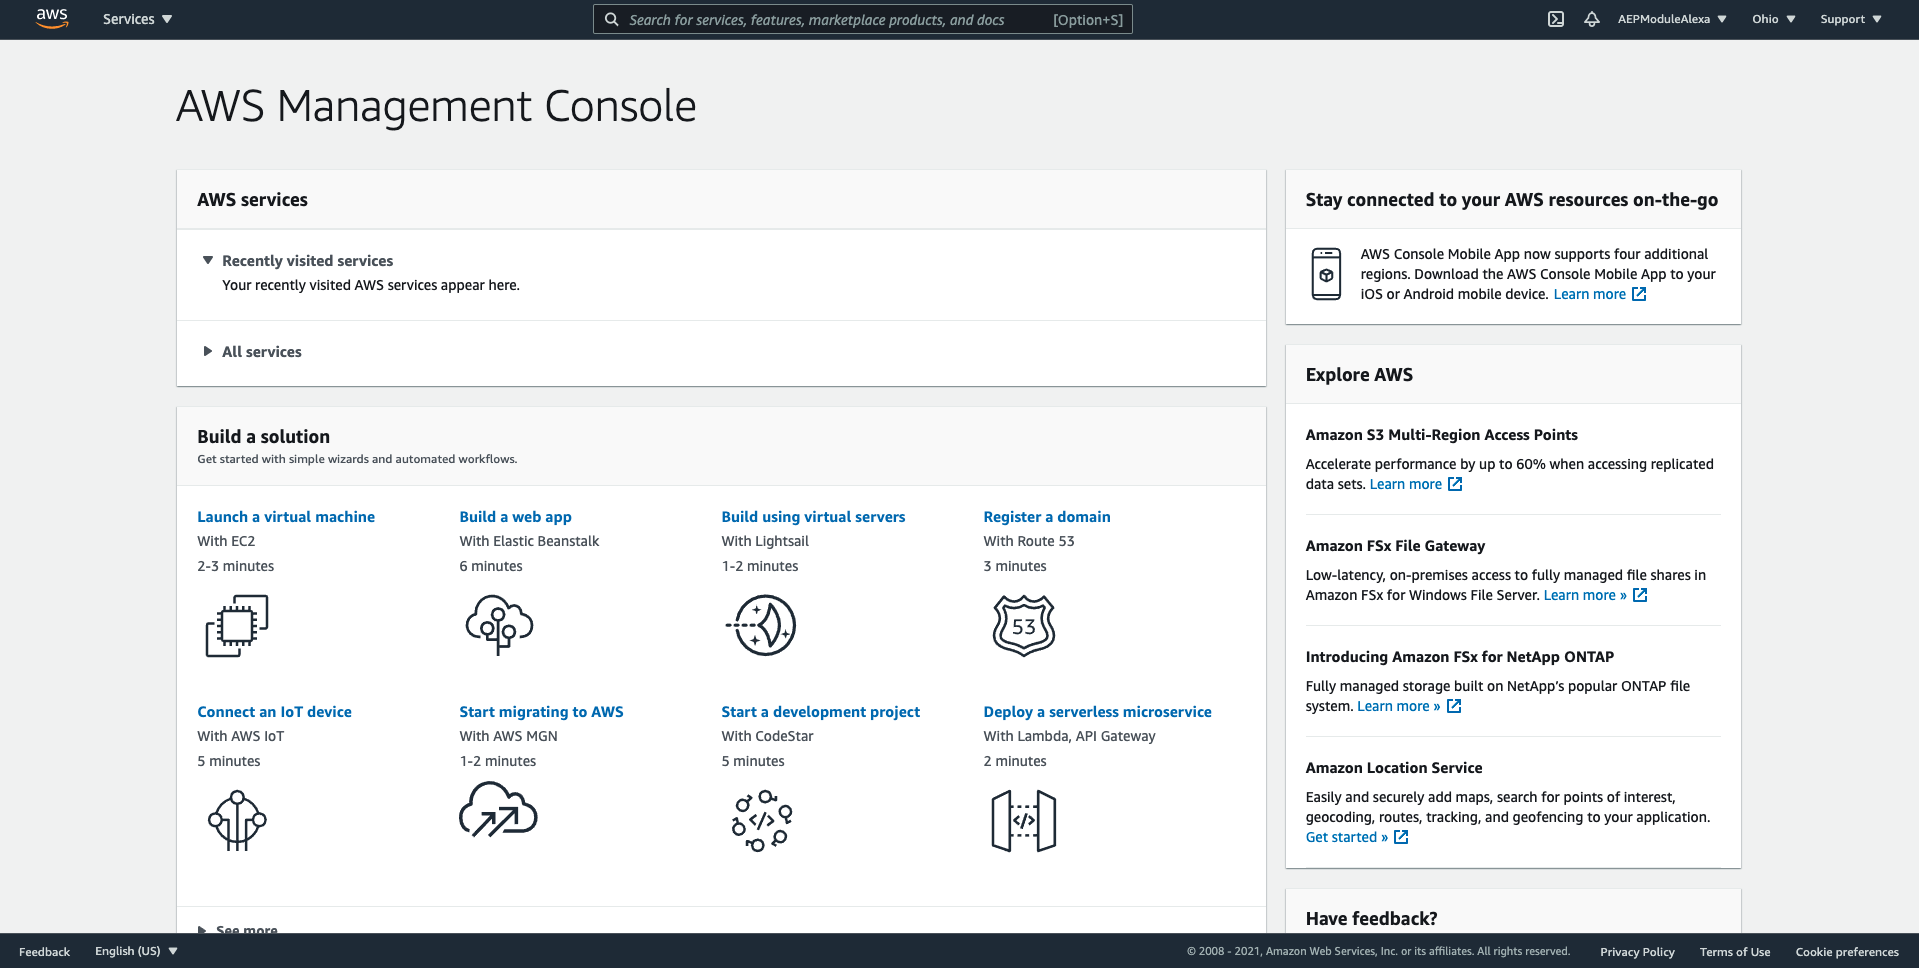 aws
Services
Search for services, features, marketplace products, and docs [Option+S]
AEPModuleAlexa
Ohio
Support
AWS Management Console
AWS services
Recently visited services
Your recently visited AWS services appear here.
All services
Build a solution
Get started with simple wizards and automated workflows.
Launch a virtual machine
With EC2
2-3 minutes
Build a web app
With Elastic Beanstalk
6 minutes
Build using virtual servers
With Lightsail
1-2 minutes
Register a domain
With Route 53
3 minutes
53
Connect an IoT device
With AWS IoT
5 minutes
Start migrating to AWS
With AWS MGN
1-2 minutes
Start a development project
With CodeStar
5 minutes
</>
Deploy a serverless microservice
With Lambda, API Gateway
2 minutes
</>
See more
Stay connected to your AWS resources on-the-go
AWS Console Mobile App now supports four additional
regions. Download the AWS Console Mobile App to your
iOS or Android mobile device. Learn more
Explore AWS
Amazon S3 Multi-Region Access Points
Accelerate performance by up to 60% when accessing replicated
data sets. Learn more
Amazon FSx File Gateway
Low-latency, on-premises access to fully managed file shares in
Amazon FSx for Windows File Server. Learn more »
Introducing Amazon FSx for NetApp ONTAP
Fully managed storage built on NetApp’s popular ONTAP file
system. Learn more »
Amazon Location Service
Easily and securely add maps, search for points of interest,
geocoding, routes, tracking, and geofencing to your application.
Get started »
Have feedback?
Feedback
English (US)
© 2008 - 2021, Amazon Web Services, Inc. or its affiliates. All rights reserved.
Privacy Policy
Terms of Use
Cookie preferences